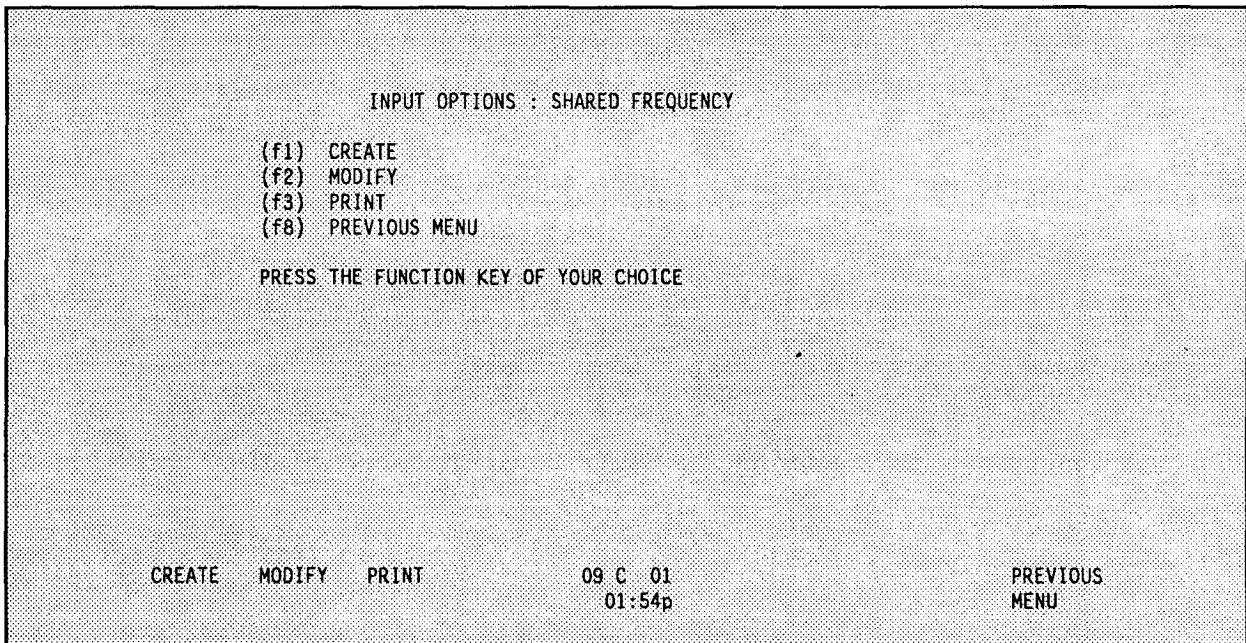 INPUT OPTIONS : SHARED FREQUENCY
(f1) CREATE
(f2) MODIFY
(f3) PRINT
(f8) PREVIOUS MENU
PRESS THE FUNCTION KEY OF YOUR CHOICE
CREATE MODIFY PRINT 09 C 01 PREVIOUS
01:54p MENU